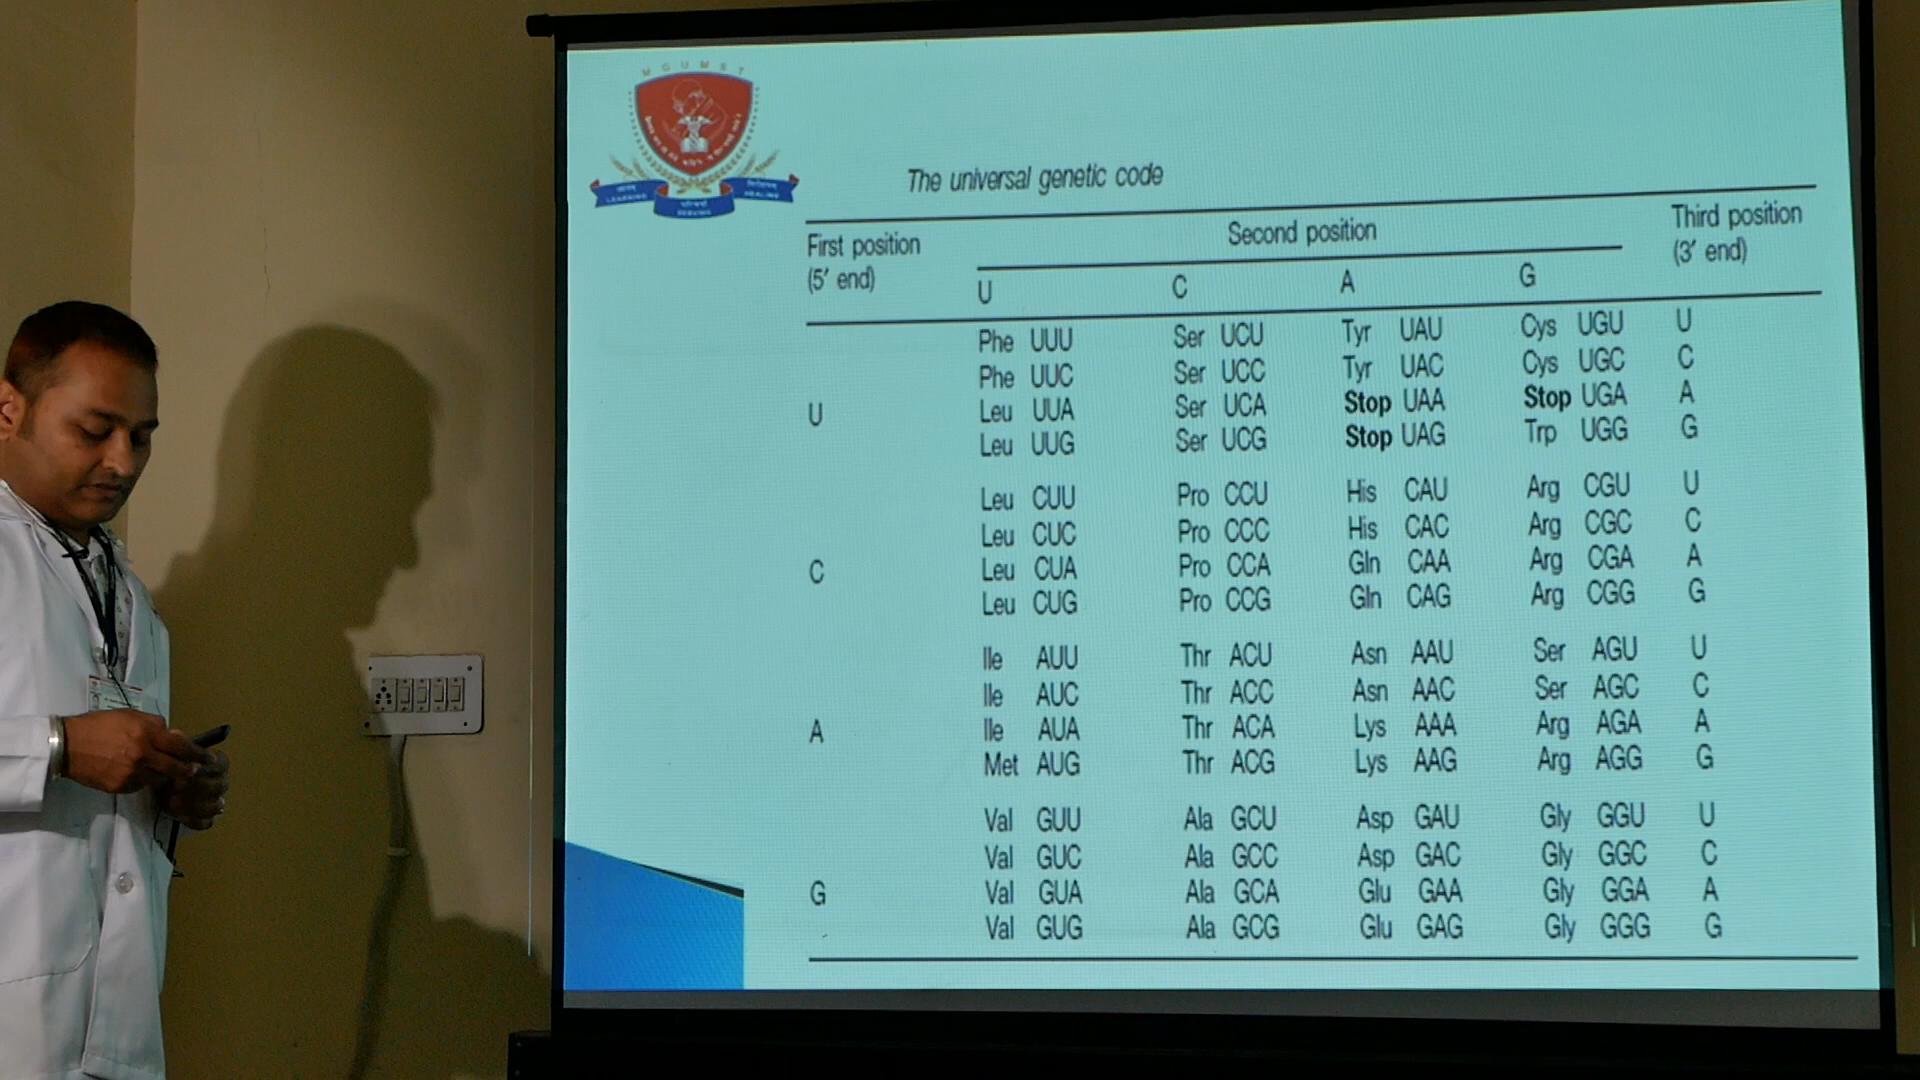 MGUMST
LEARNING
SERVING
HEALING
The universal genetic code
First position Second position Third position
(5′ end) (3′ end)
U C A G
Phe UUU Ser UCU Tyr UAU Cys UGU U
Phe UUC Ser UCC Tyr UAC Cys UGC C
U Leu UUA Ser UCA Stop UAA Stop UGA A
Leu UUG Ser UCG Stop UAG Trp UGG G
Leu CUU Pro CCU His CAU Arg CGU U
Leu CUC Pro CCC His CAC Arg CGC C
C Leu CUA Pro CCA Gln CAA Arg CGA A
Leu CUG Pro CCG Gln CAG Arg CGG G
Ile AUU Thr ACU Asn AAU Ser AGU U
Ile AUC Thr ACC Asn AAC Ser AGC C
A Ile AUA Thr ACA Lys AAA Arg AGA A
Met AUG Thr ACG Lys AAG Arg AGG G
Val GUU Ala GCU Asp GAU Gly GGU U
Val GUC Ala GCC Asp GAC Gly GGC C
G Val GUA Ala GCA Glu GAA Gly GGA A
Val GUG Ala GCG Glu GAG Gly GGG G